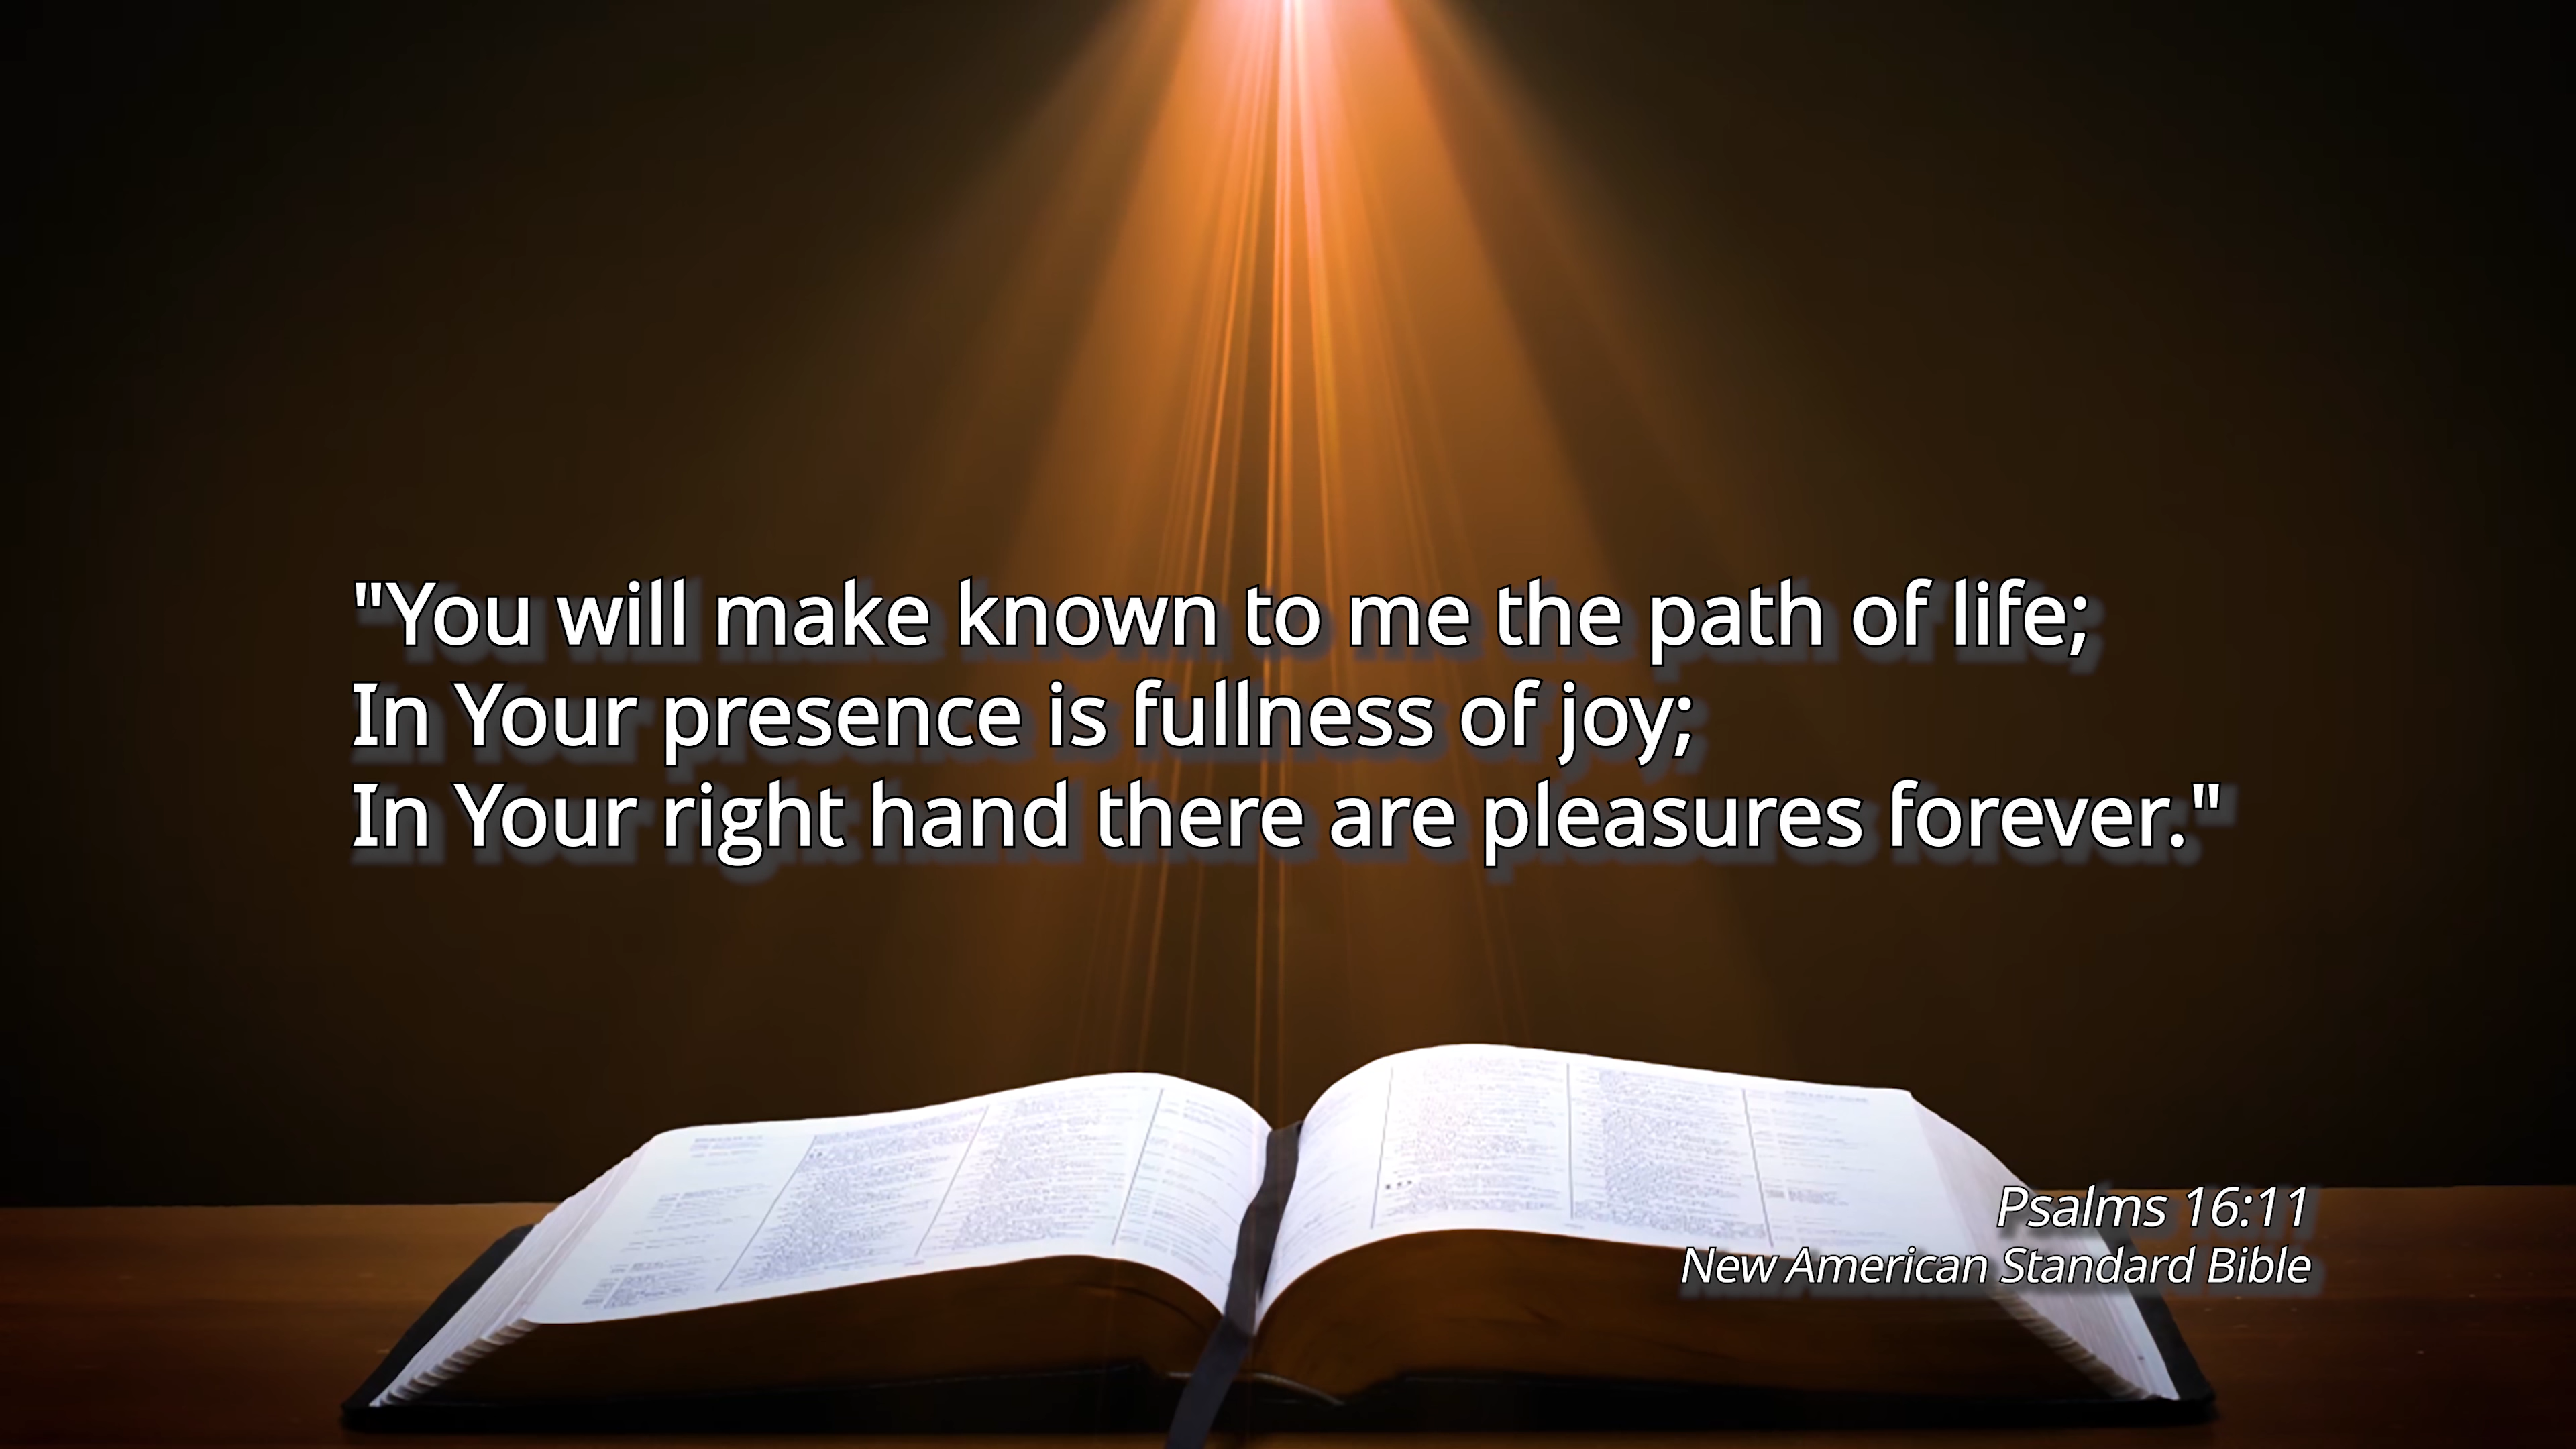 "You will make known to me the path of life;
In Your presence is fullness of joy;
In Your right hand there are pleasures forever."
Psalms 16:11
New American Standard Bible